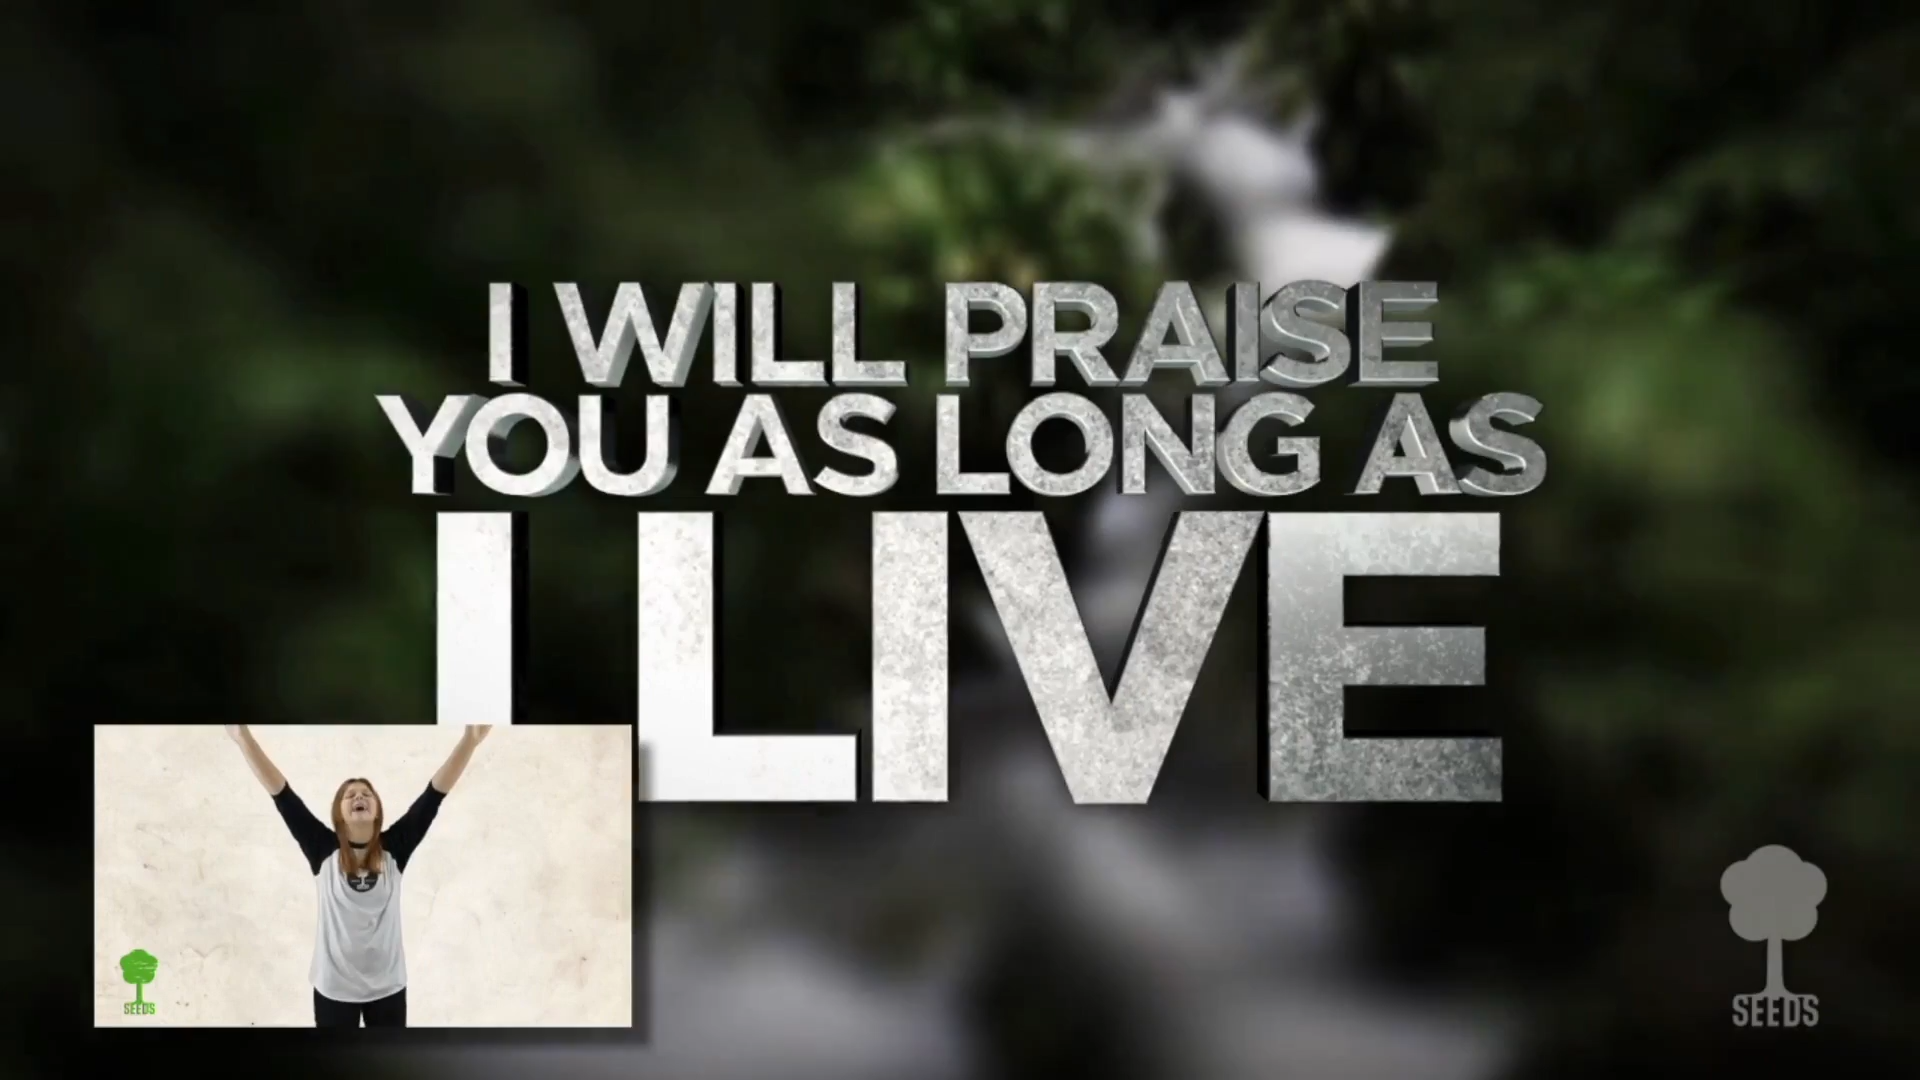 I WILL PRAISE
YOU AS LONG AS
I LIVE
SEEDS
SEEDS